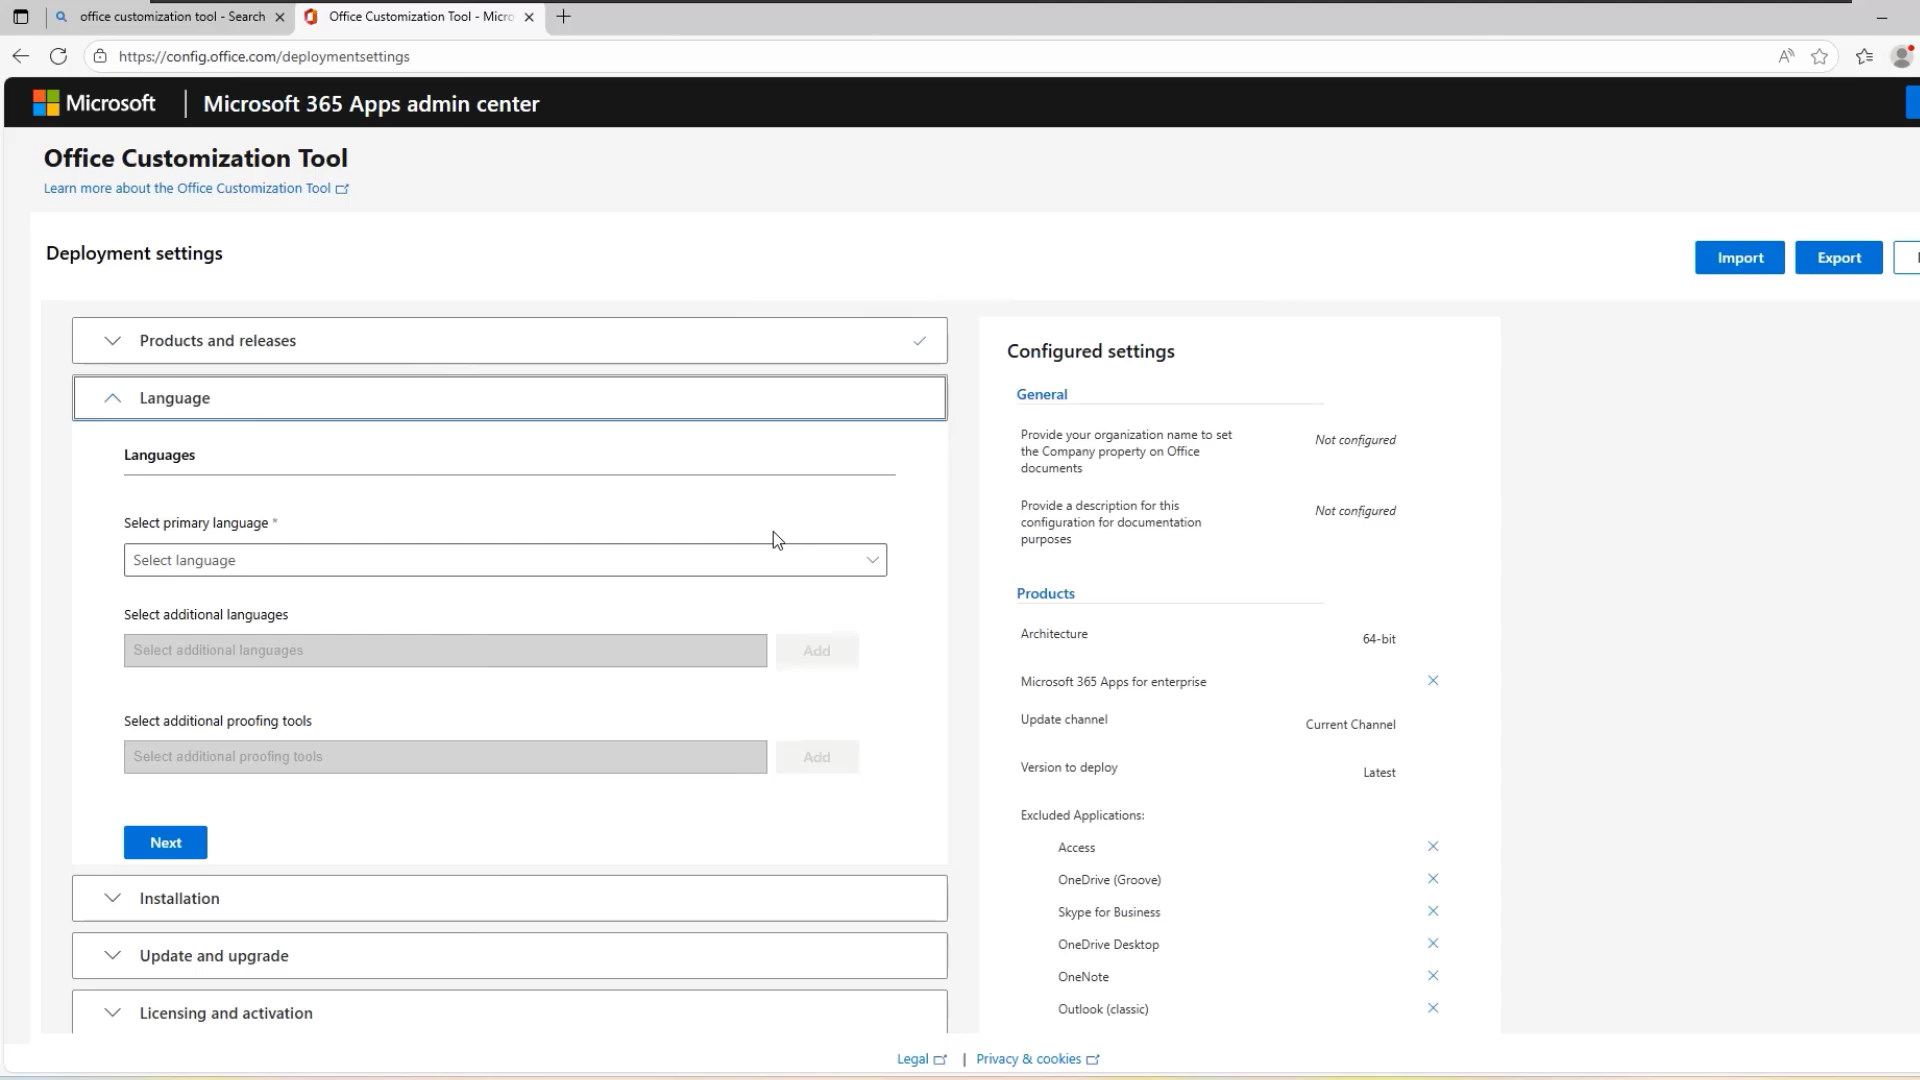 office customization tool - Search
Office Customization Tool - Micro
https://config.office.com/deploymentsettings
Microsoft
Microsoft 365 Apps admin center
Office Customization Tool
Learn more about the Office Customization Tool
Deployment settings
Import
Export
Products and releases
Language
Languages
Select primary language *
Select language
Select additional languages
Select additional languages
Add
Select additional proofing tools
Select additional proofing tools
Add
Next
Installation
Update and upgrade
Licensing and activation
Configured settings
General
Provide your organization name to set
the Company property on Office
documents
Not configured
Provide a description for this
configuration for documentation
purposes
Not configured
Products
Architecture
64-bit
Microsoft 365 Apps for enterprise
Update channel
Current Channel
Version to deploy
Latest
Excluded Applications:
Access
OneDrive (Groove)
Skype for Business
OneDrive Desktop
OneNote
Outlook (classic)
Legal | Privacy & cookies